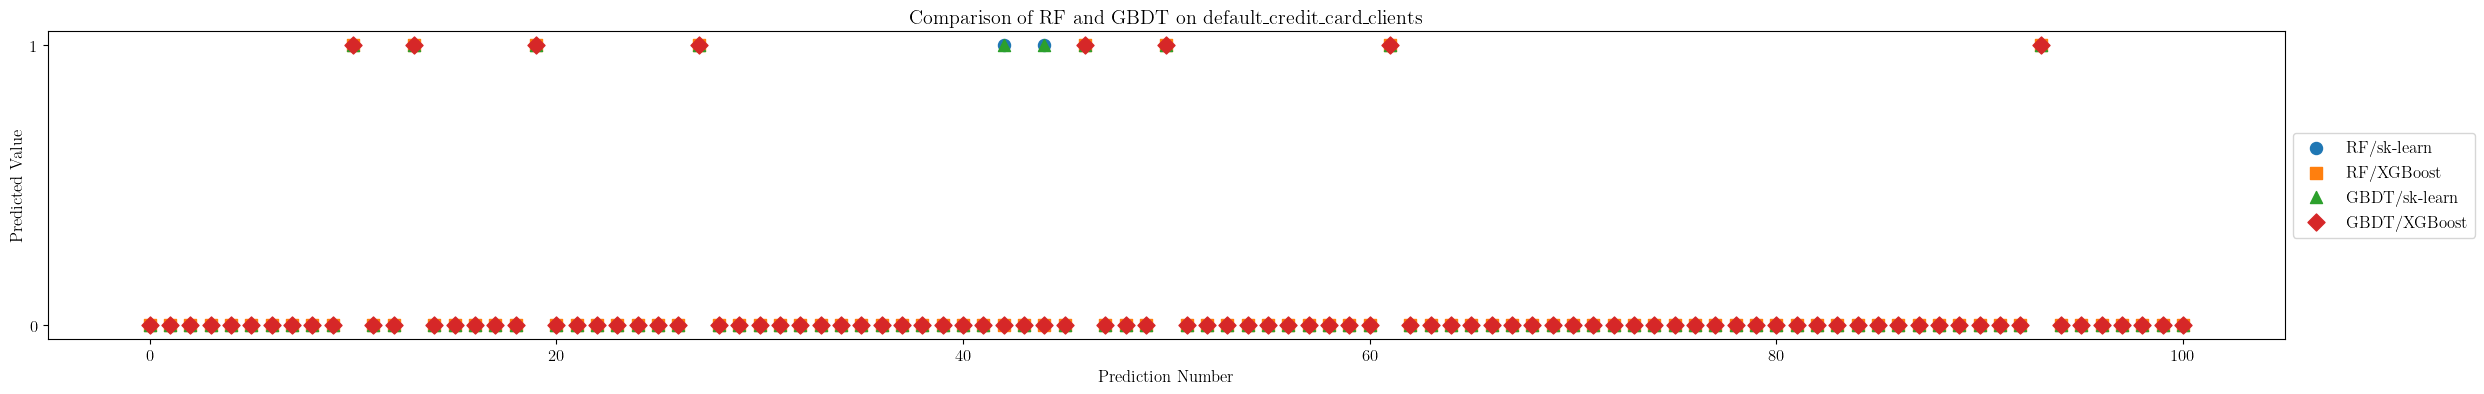 Comparison of RF and GBDT on default_credit_card_clients
1
0
Predicted Value
0 20 40 60 80 100
Prediction Number
RF/sk-learn
RF/XGBoost
GBDT/sk-learn
GBDT/XGBoost